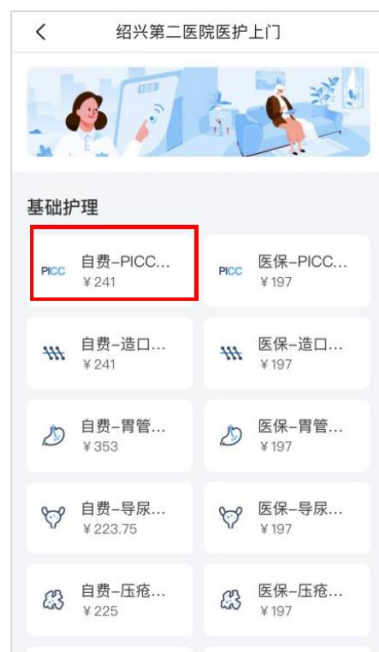 绍兴第二医院医护上门
基础护理
PICC 自费-PICC...
¥241
PICC 医保-PICC...
¥197
自费-造口...
¥241
医保-造口...
¥197
自费-胃管...
¥353
医保-胃管...
¥197
自费-导尿...
¥223.75
医保-导尿...
¥197
自费-压疮...
¥225
医保-压疮...
¥197